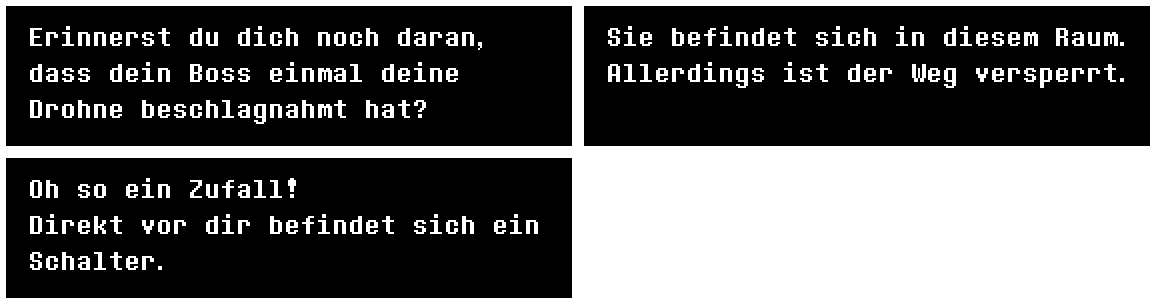 Erinnerst du dich noch daran,
dass dein Boss einmal deine
Drohne beschlagnahmt hat?
Sie befindet sich in diesem Raum.
Allerdings ist der Weg versperrt.
Oh so ein Zufall!
Direkt vor dir befindet sich ein
Schalter.